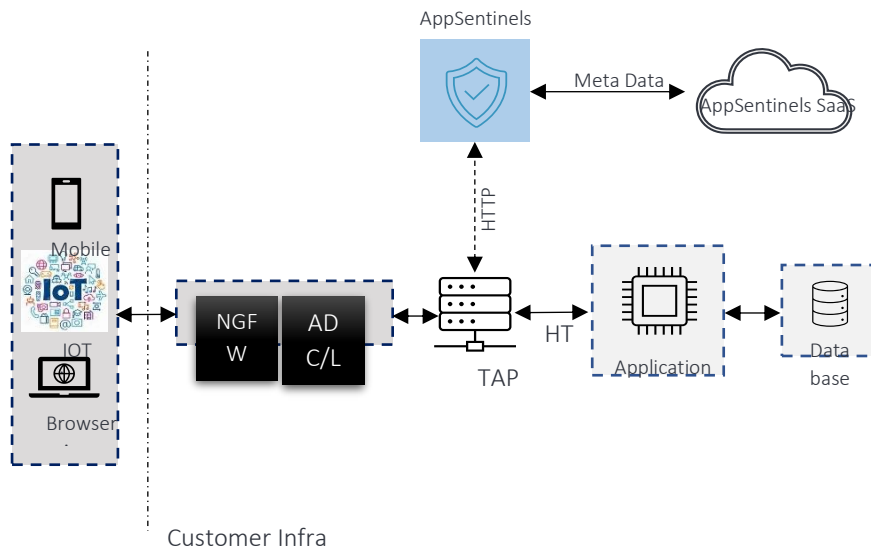 AppSentinels
Meta Data
AppSentinels SaaS
HTTP
Mobile
IoT
IOT
Browser
NGF
W
AD
C/L
TAP
HT
Application
Data
base
Customer Infra